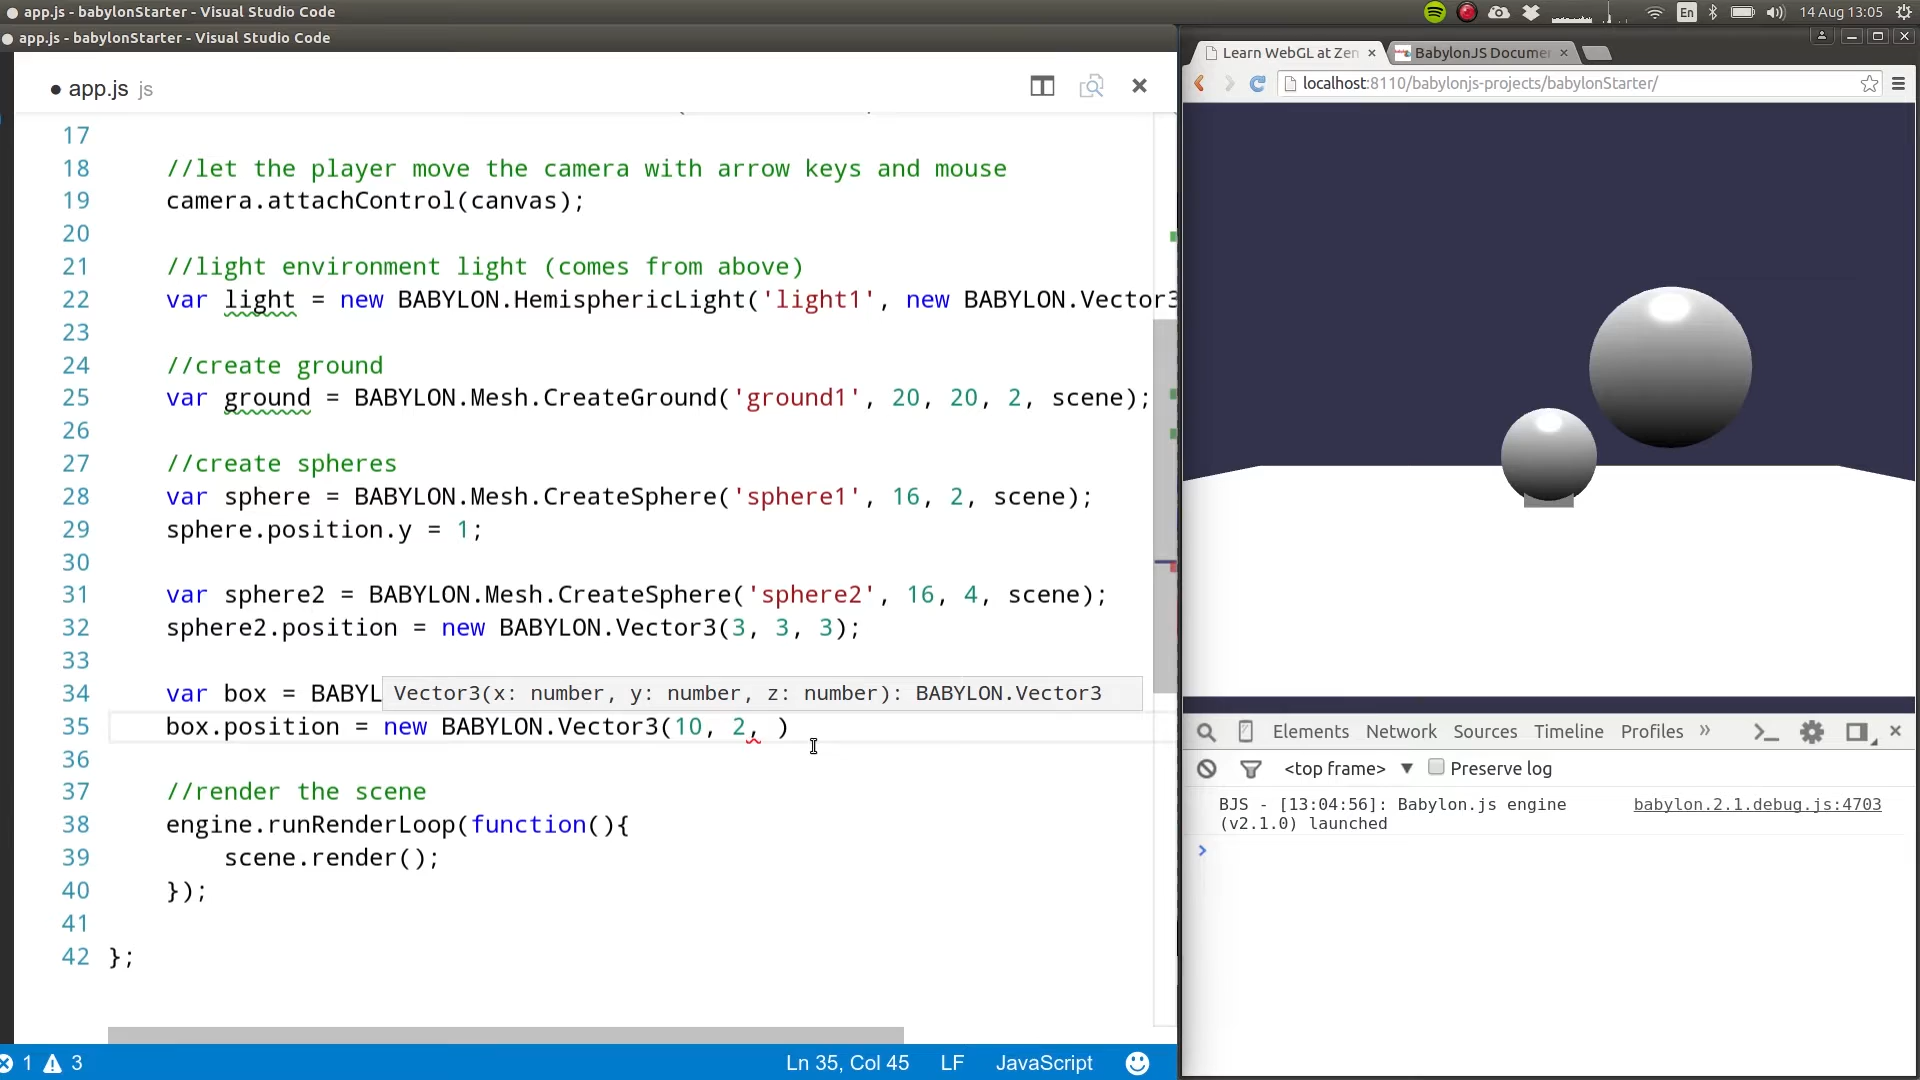 app.js - babylonStarter - Visual Studio Code
En
14 Aug 13:05
app.js - babylonStarter - Visual Studio Code
app.js js
17
18 //let the player move the camera with arrow keys and mouse
19 camera.attachControl(canvas);
20
21 //light environment light (comes from above)
22 var light = new BABYLON.HemisphericLight('light1', new BABYLON.Vector3
23
24 //create ground
25 var ground = BABYLON.Mesh.CreateGround('ground1', 20, 20, 2, scene);
26
27 //create spheres
28 var sphere = BABYLON.Mesh.CreateSphere('sphere1', 16, 2, scene);
29 sphere.position.y = 1;
30
31 var sphere2 = BABYLON.Mesh.CreateSphere('sphere2', 16, 4, scene);
32 sphere2.position = new BABYLON.Vector3(3, 3, 3);
33
34 var box = BABYL
Vector3(x: number, y: number, z: number): BABYLON.Vector3
35 box.position = new BABYLON.Vector3(10, 2, )
36
37 //render the scene
38 engine.runRenderLoop(function(){
39 scene.render();
40 });
41
42 };
1 3
Ln 35, Col 45 LF JavaScript
Learn WebGL at Zen
BabylonJS Documen
localhost:8110/babylonjs-projects/babylonStarter/
Elements Network Sources Timeline Profiles »
<top frame> ▼ Preserve log
BJS - [13:04:56]: Babylon.js engine babylon.2.1.debug.js:4703
(v2.1.0) launched